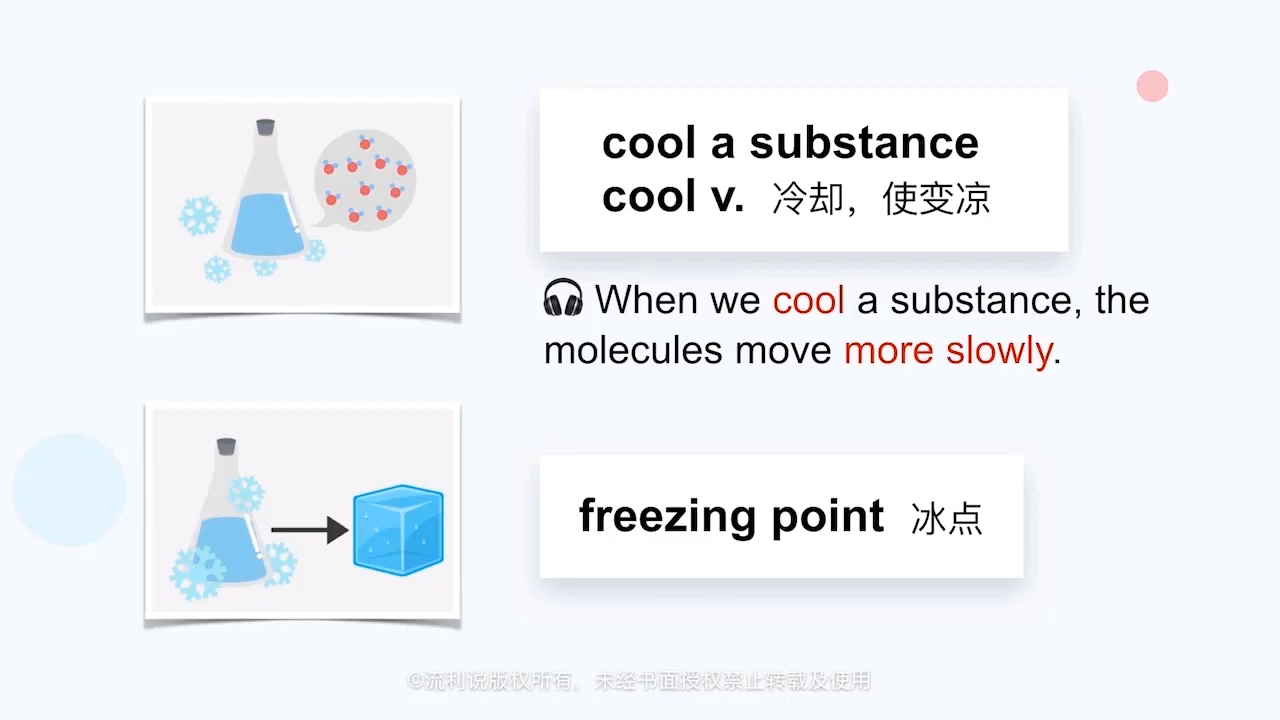 cool a substance
cool v. 冷却，使变凉
🎧 When we cool a substance, the
molecules move more slowly.
freezing point 冰点
©流利说版权所有，未经书面授权禁止转载及使用